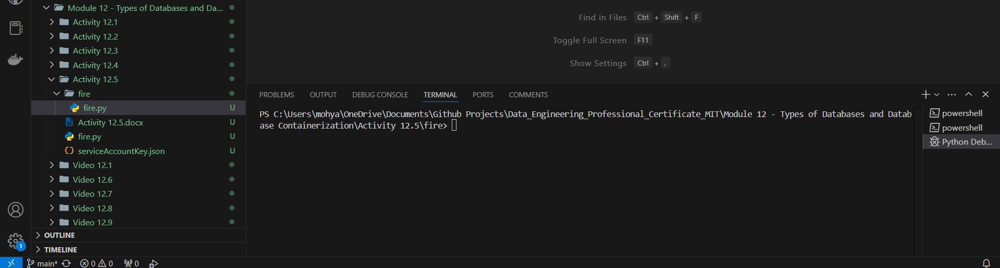 Module 12 - Types of Databases and Da...
Activity 12.1
Activity 12.2
Activity 12.3
Activity 12.4
Activity 12.5
fire
fire.py U
Activity 12.5.docx U
fire.py U
serviceAccountKey.json U
Video 12.1
Video 12.6
Video 12.7
Video 12.8
Video 12.9
OUTLINE
TIMELINE
Find in Files Ctrl + Shift + F
Toggle Full Screen F11
Show Settings Ctrl + ,
PROBLEMS OUTPUT DEBUG CONSOLE TERMINAL PORTS COMMENTS
PS C:\Users\mohya\OneDrive\Documents\Github Projects\Data_Engineering_Professional_Certificate_MIT\Module 12 - Types of Databases and Datab
ase Containerization\Activity 12.5\fire>
powershell
powershell
Python Deb...
1
main* 0 0 0